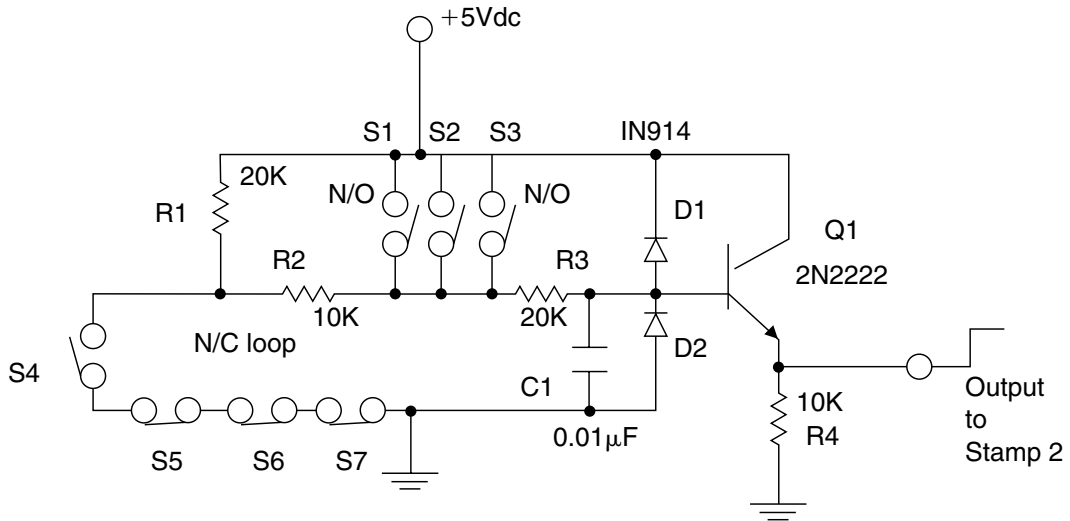 +5Vdc
S1 S2 S3 IN914
20K
R1
N/O N/O
D1
Q1
2N2222
R2 R3
10K 20K
N/C loop
D2
S4
C1
0.01μF
10K
R4
Output
to
Stamp 2
S5 S6 S7